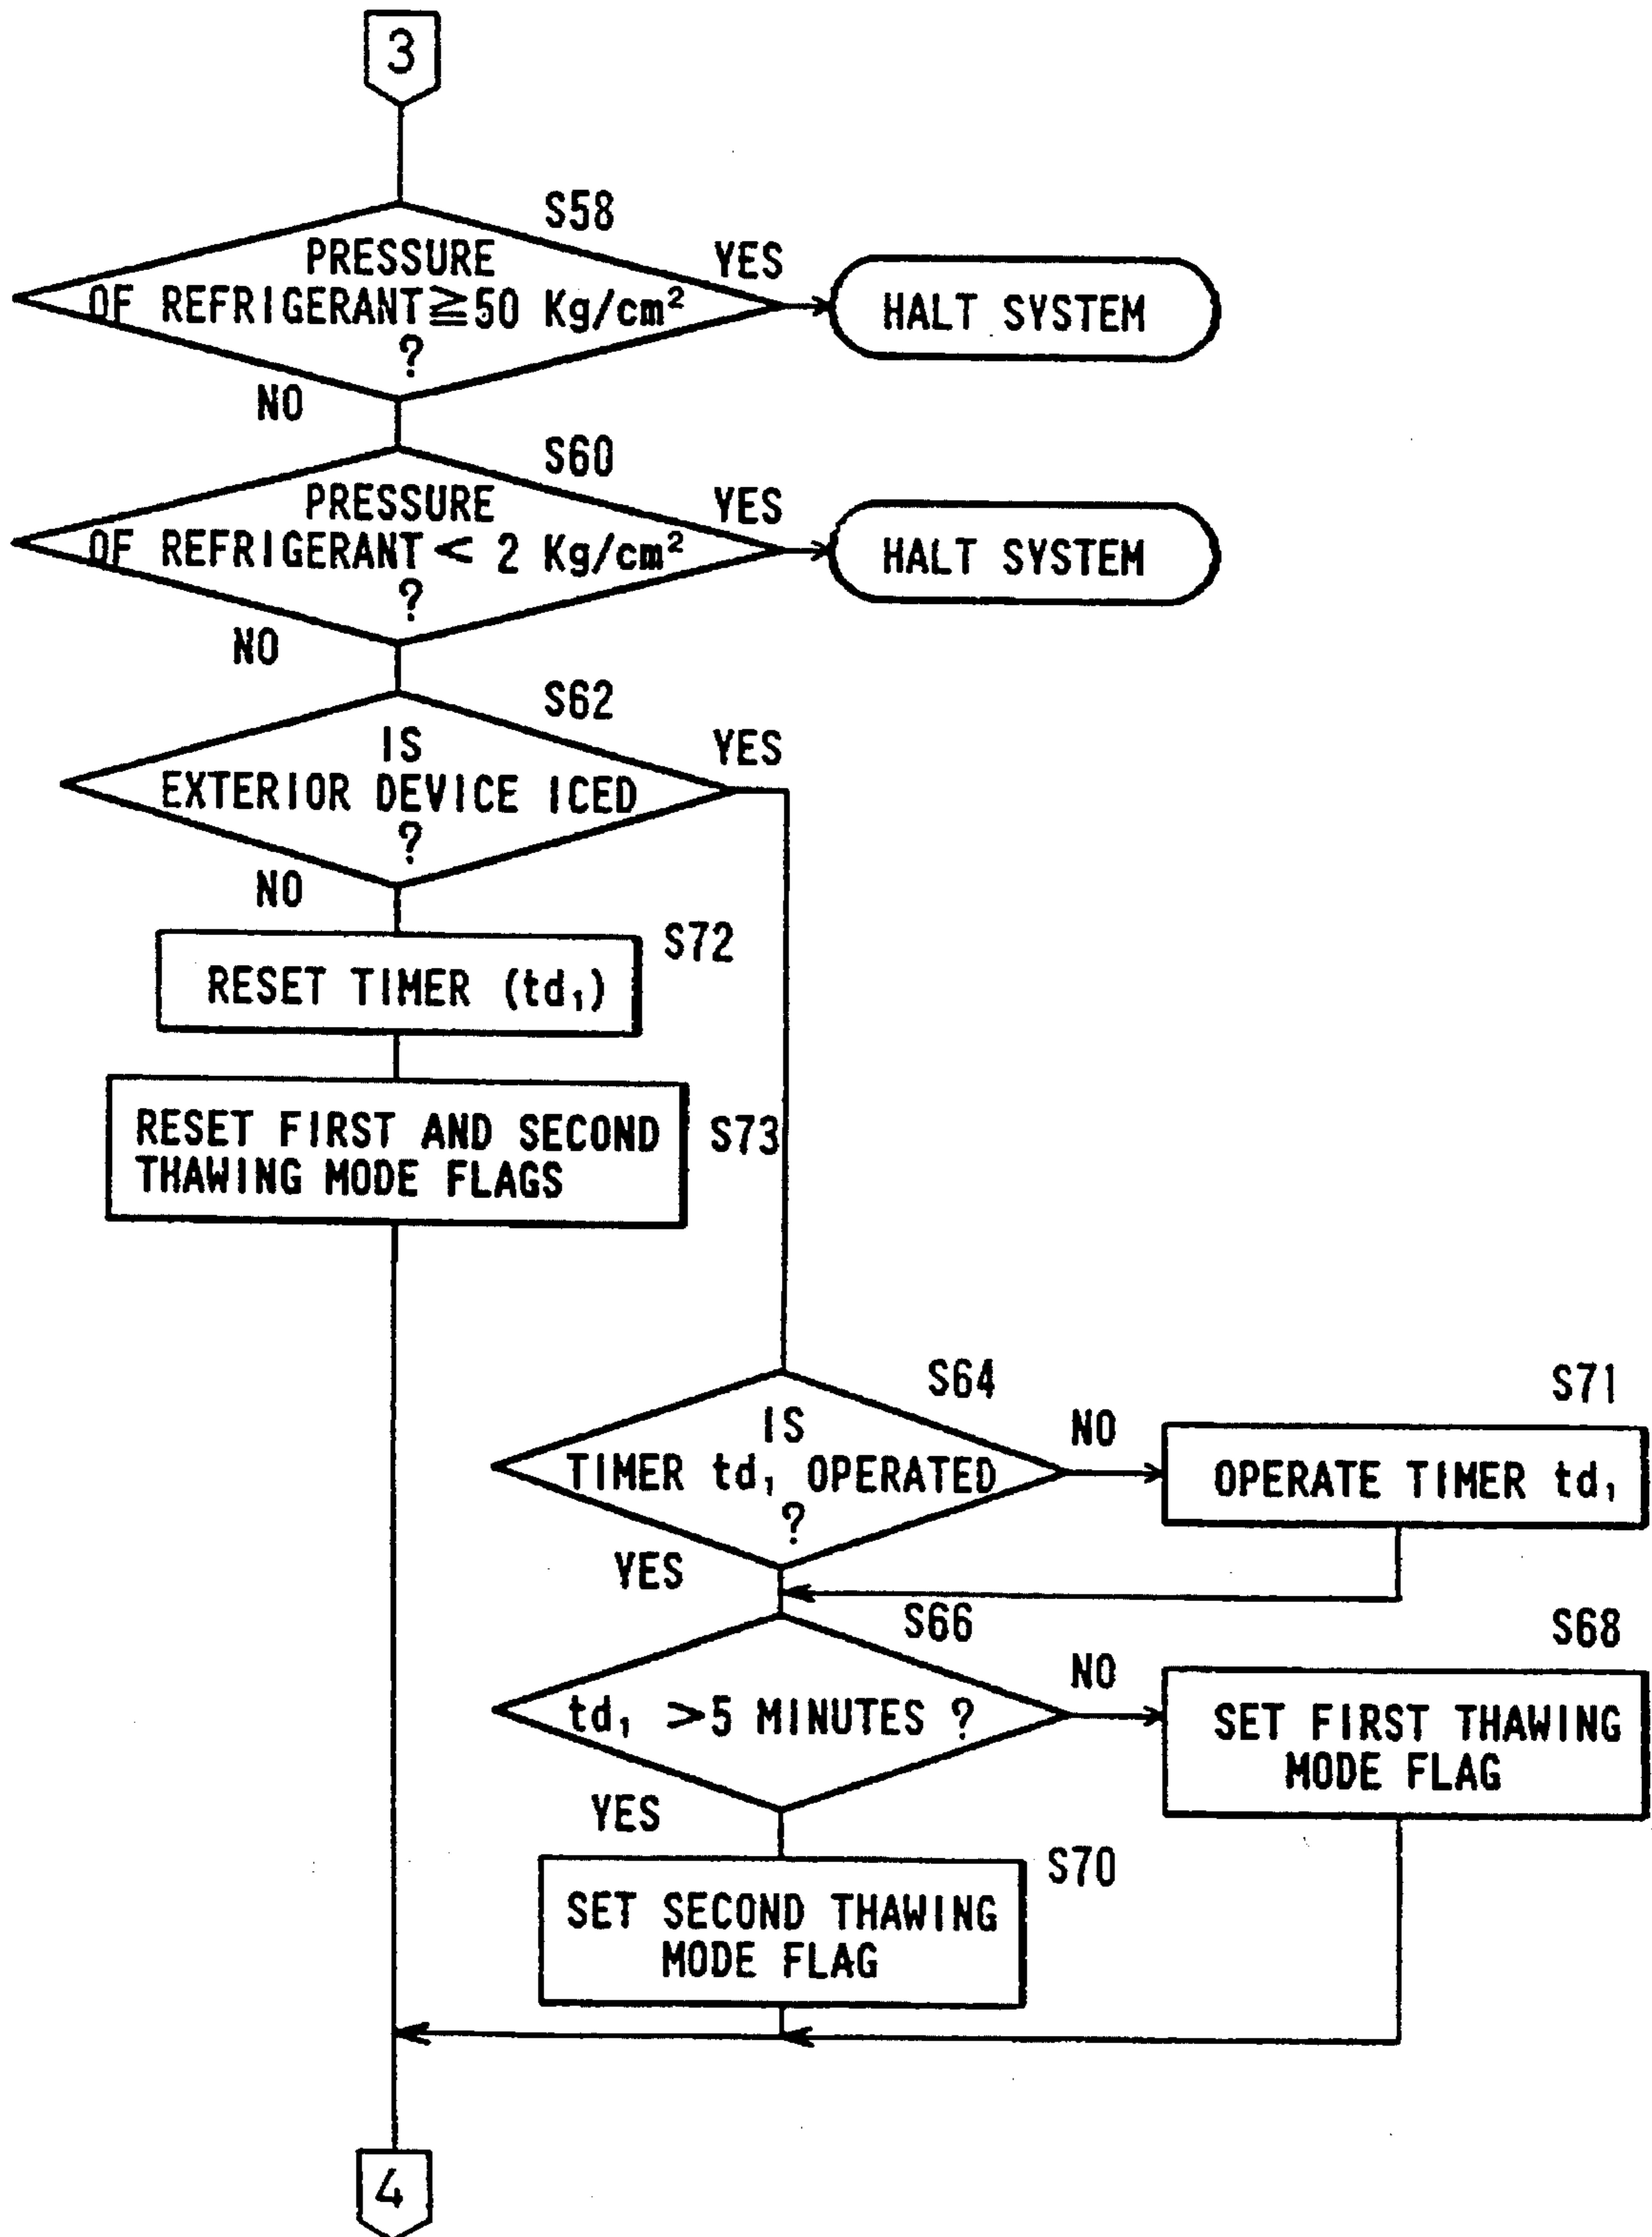 3
S58
PRESSURE
OF REFRIGERANT≧50 Kg/cm²
?
YES
HALT SYSTEM
NO
S60
PRESSURE
OF REFRIGERANT < 2 Kg/cm²
?
YES
HALT SYSTEM
NO
S62
IS
EXTERIOR DEVICE ICED
?
YES
NO
S72
RESET TIMER (td₁)
RESET FIRST AND SECOND
THAWING MODE FLAGS
S73
S64
IS
TIMER td₁ OPERATED
?
NO
S71
OPERATE TIMER td₁
YES
S66
td₁ >5 MINUTES ?
NO
S68
SET FIRST THAWING
MODE FLAG
YES
S70
SET SECOND THAWING
MODE FLAG
4